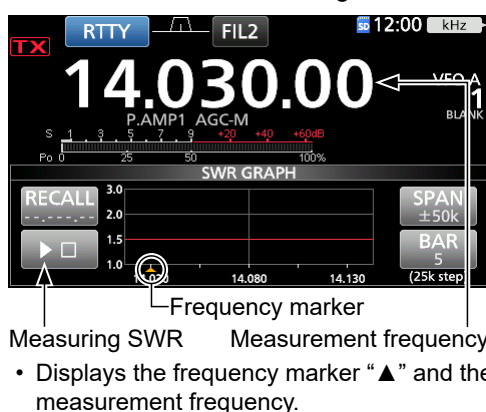 RTTY FIL2 SD 12:00 kHz
TX
14.030.00 VFO-A
1
P.AMP1 AGC-M BLANK
S 1 3 5 7 9 +20 +40 +60dB
Po 0 25 50 100%
SWR GRAPH
RECALL 3.0 SPAN
--.---.-- 2.0 ±50k
▶ □ 1.5 BAR
5
1.0 14.080 14.130 (25k step)
Frequency marker
Measuring SWR Measurement frequency
• Displays the frequency marker “▲” and the
measurement frequency.